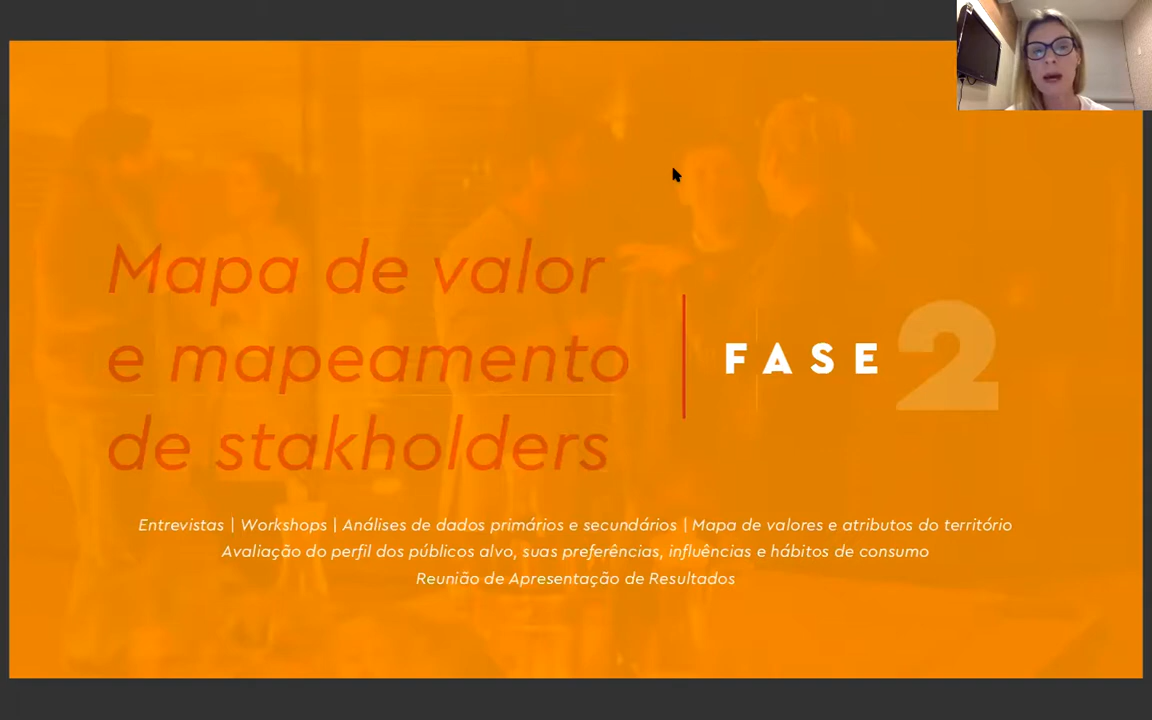 Mapa de valor
e mapeamento
de stakholders
FASE 2
Entrevistas | Workshops | Análises de dados primários e secundários | Mapa de valores e atributos do território
Avaliação do perfil dos públicos alvo, suas preferências, influências e hábitos de consumo
Reunião de Apresentação de Resultados